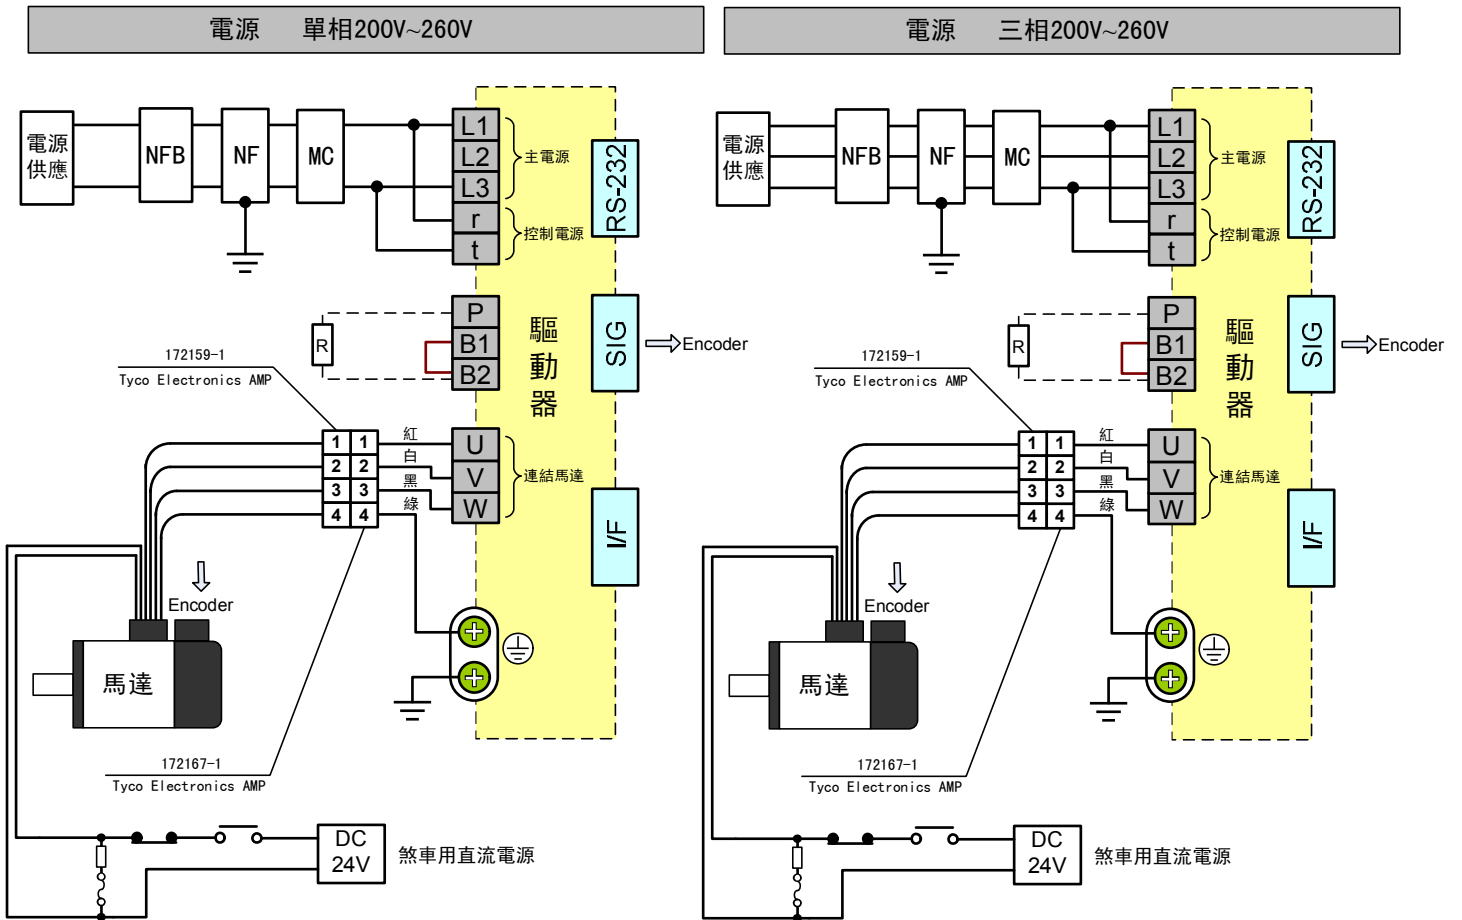 電源 單相200V~260V
電源
供應
NFB
NF
MC
L1
L2
L3
r
t
主電源
控制電源
RS-232
P
B1
B2
R
驅
動
器
SIG
Encoder
172159-1
Tyco Electronics AMP
1 1
2 2
3 3
4 4
紅
白
黑
綠
U
V
W
連結馬達
I/F
Encoder
馬達
172167-1
Tyco Electronics AMP
DC
24V
煞車用直流電源
電源 三相200V~260V
電源
供應
NFB
NF
MC
L1
L2
L3
r
t
主電源
控制電源
RS-232
P
B1
B2
R
驅
動
器
SIG
Encoder
172159-1
Tyco Electronics AMP
1 1
2 2
3 3
4 4
紅
白
黑
綠
U
V
W
連結馬達
I/F
Encoder
馬達
172167-1
Tyco Electronics AMP
DC
24V
煞車用直流電源